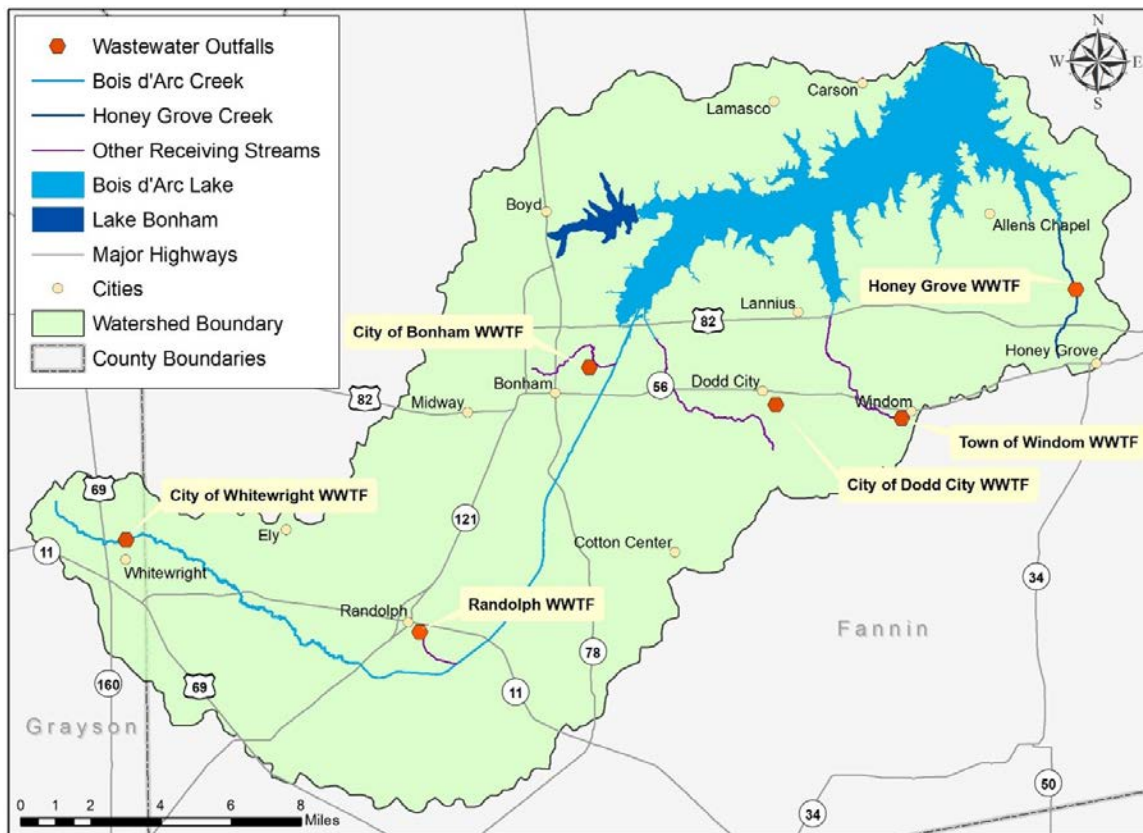 Wastewater Outfalls
Bois d'Arc Creek
Honey Grove Creek
Other Receiving Streams
Bois d'Arc Lake
Lake Bonham
Major Highways
Cities
Watershed Boundary
County Boundaries
N
W E
S
Carson
Lamasco
Boyd
Allens Chapel
Honey Grove WWTF
Lannius
82
City of Bonham WWTF
Honey Grove
Bonham
56
Dodd City
82
Midway
Windom
Town of Windom WWTF
City of Dodd City WWTF
69
City of Whitewright WWTF
121
Ely
Cotton Center
11
Whitewright
34
Randolph
Randolph WWTF
Fannin
78
160
69
11
Grayson
50
34
0 1 2 4 6 8
Miles